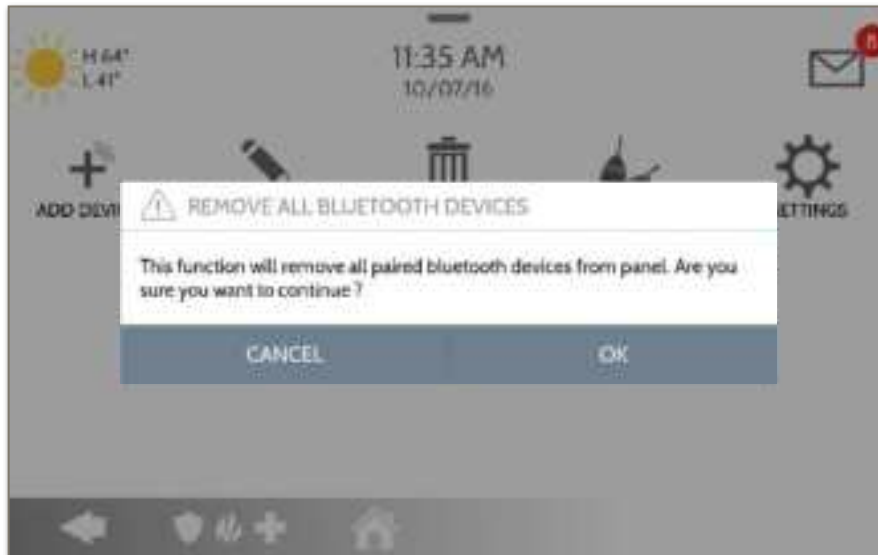 H 64°
L 41°
11:35 AM
10/07/16
ADD DEVI
ETTINGS
REMOVE ALL BLUETOOTH DEVICES
This function will remove all paired bluetooth devices from panel. Are you
sure you want to continue ?
CANCEL OK